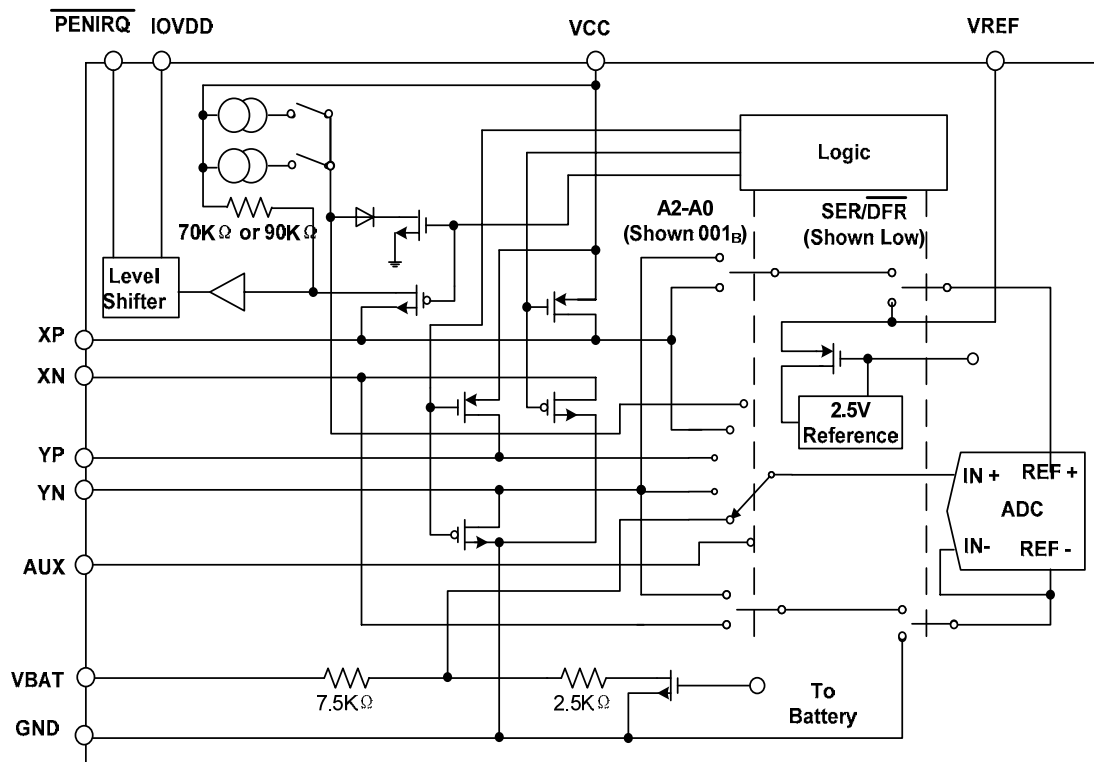 PENIRQ IOVDD VCC VREF
Logic
70KΩ or 90KΩ
A2-A0
(Shown 001B)
SER/DFR
(Shown Low)
Level
Shifter
XP
XN
2.5V
Reference
YP
YN
IN + REF +
ADC
IN- REF -
AUX
VBAT
7.5KΩ 2.5KΩ
To
Battery
GND